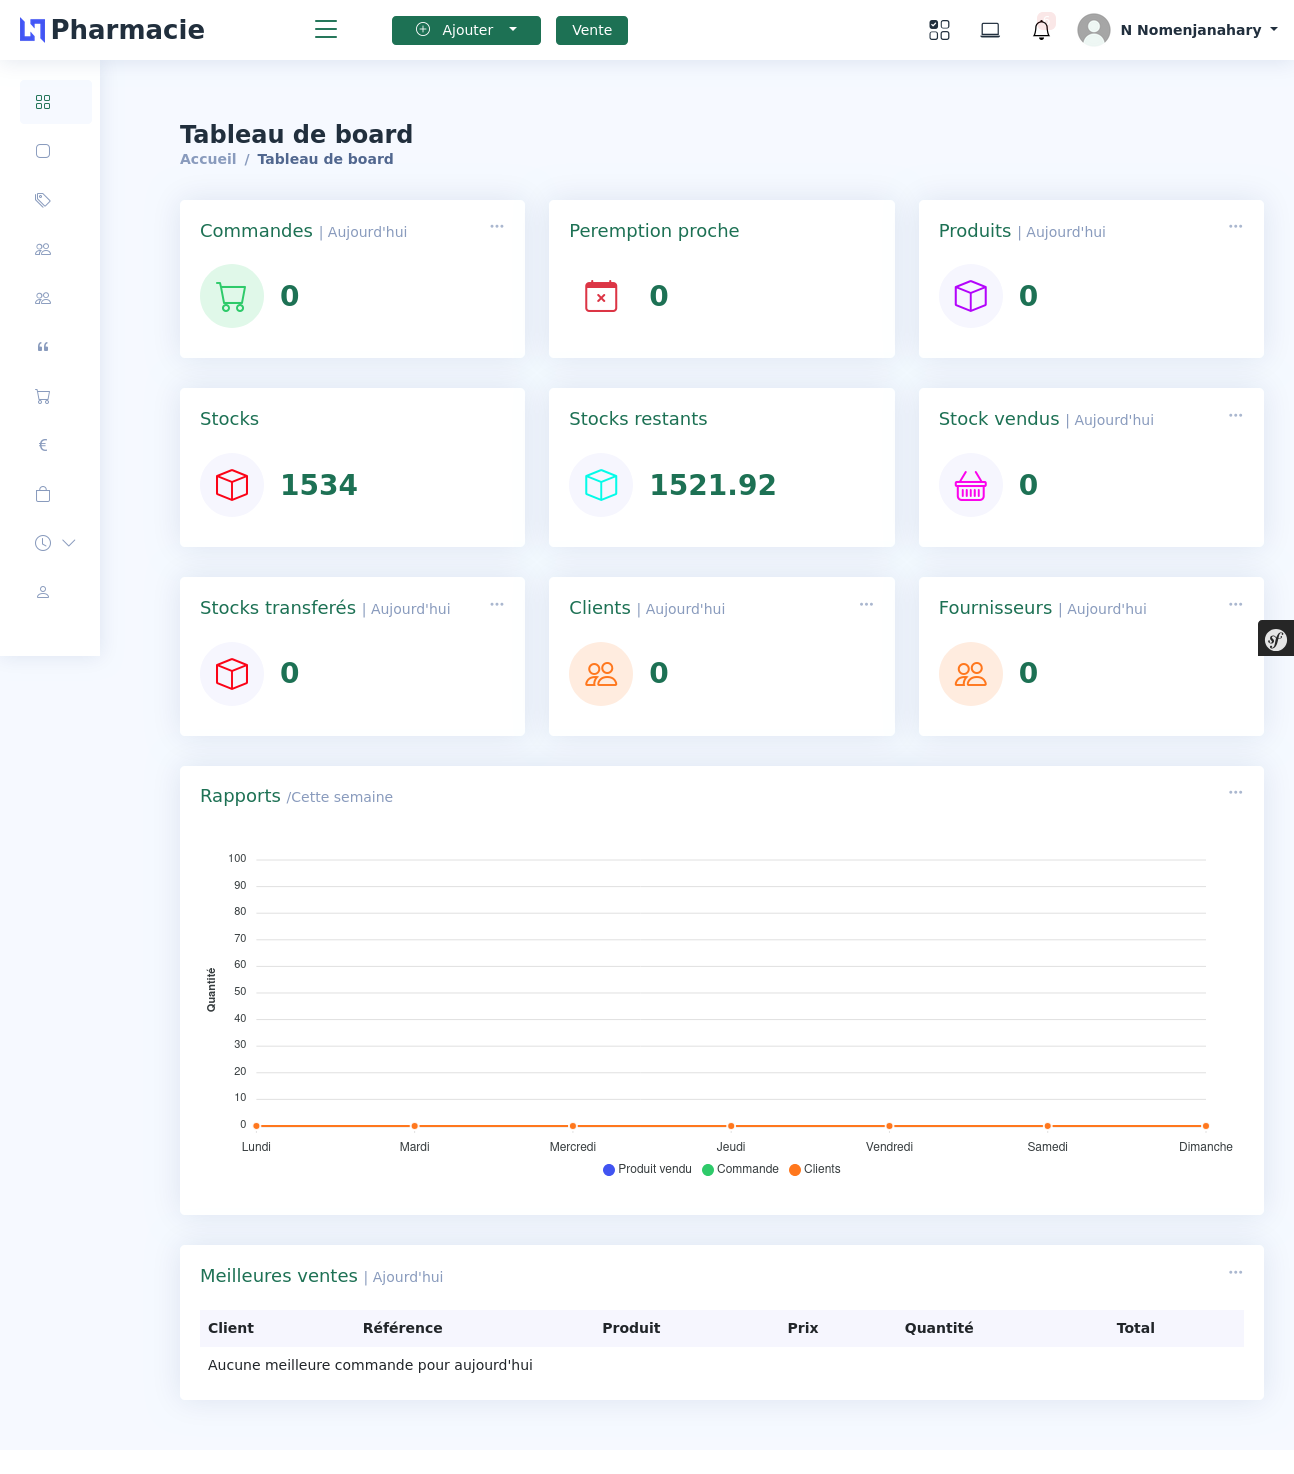 Pharmacie
Ajouter
Vente
N Nomenjanahary
Tableau de board
Accueil / Tableau de board
Commandes | Aujourd'hui
0
Peremption proche
0
Produits | Aujourd'hui
0
Stocks
1534
Stocks restants
1521.92
Stock vendus | Aujourd'hui
0
Stocks transferés | Aujourd'hui
0
Clients | Aujourd'hui
0
Fournisseurs | Aujourd'hui
0
sf
Rapports /Cette semaine
Quantité
100
90
80
70
60
50
40
30
20
10
0
Lundi Mardi Mercredi Jeudi Vendredi Samedi Dimanche
Produit vendu Commande Clients
Meilleures ventes | Ajourd'hui
Client Référence Produit Prix Quantité Total
Aucune meilleure commande pour aujourd'hui